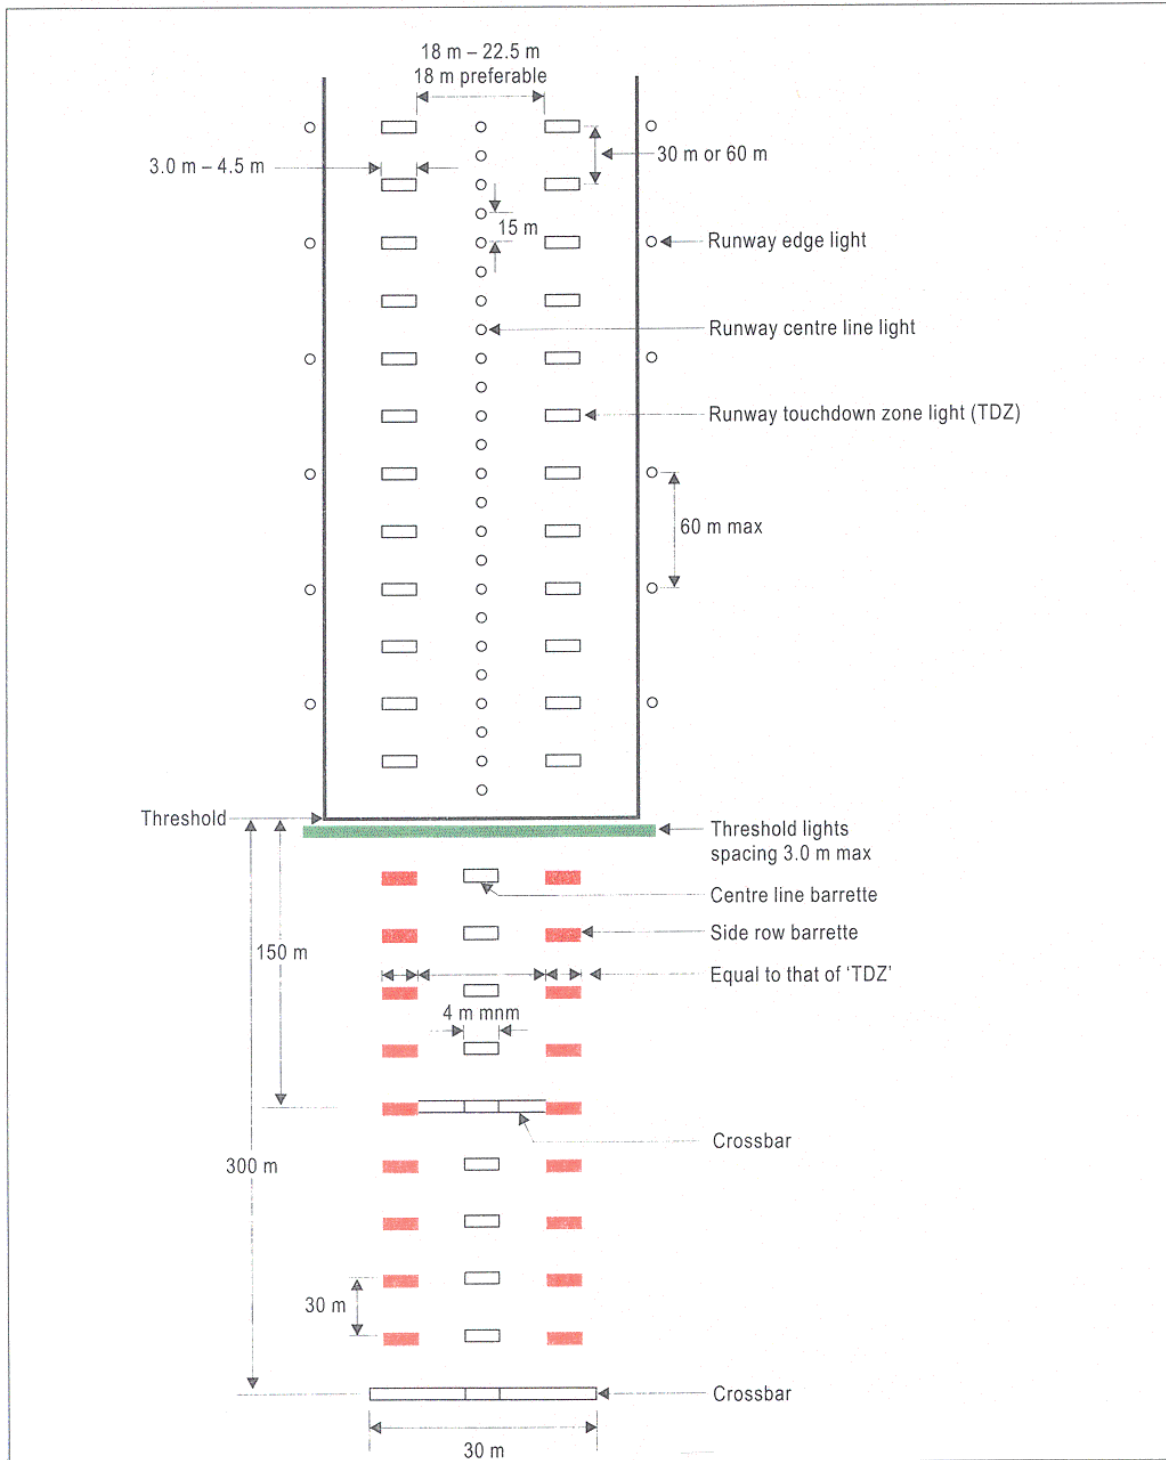 18 m – 22.5 m
18 m preferable
3.0 m – 4.5 m
30 m or 60 m
15 m
Runway edge light
Runway centre line light
Runway touchdown zone light (TDZ)
60 m max
Threshold
Threshold lights
spacing 3.0 m max
Centre line barrette
Side row barrette
150 m
Equal to that of ‘TDZ’
4 m mnm
Crossbar
300 m
30 m
Crossbar
30 m